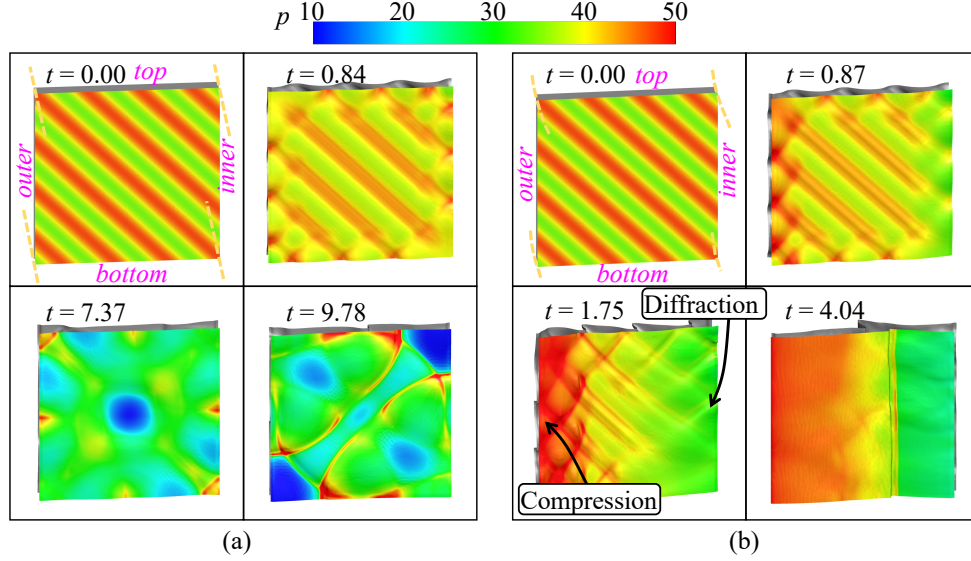 p 10 20 30 40 50
t = 0.00 top
outer
inner
bottom
t = 0.84
t = 7.37
t = 9.78
(a)
t = 0.00 top
outer
inner
bottom
t = 0.87
t = 1.75
Diffraction
Compression
t = 4.04
(b)